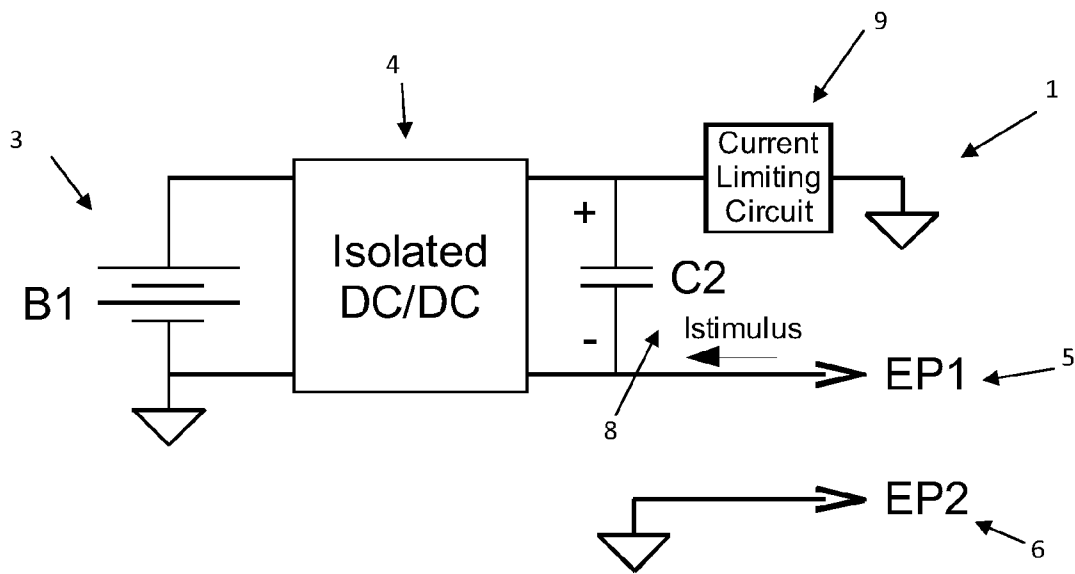 9
4
1
3
Current
Limiting
Circuit
+
Isolated
DC/DC
B1
C2
-
Istimulus
EP1
5
8
EP2
6